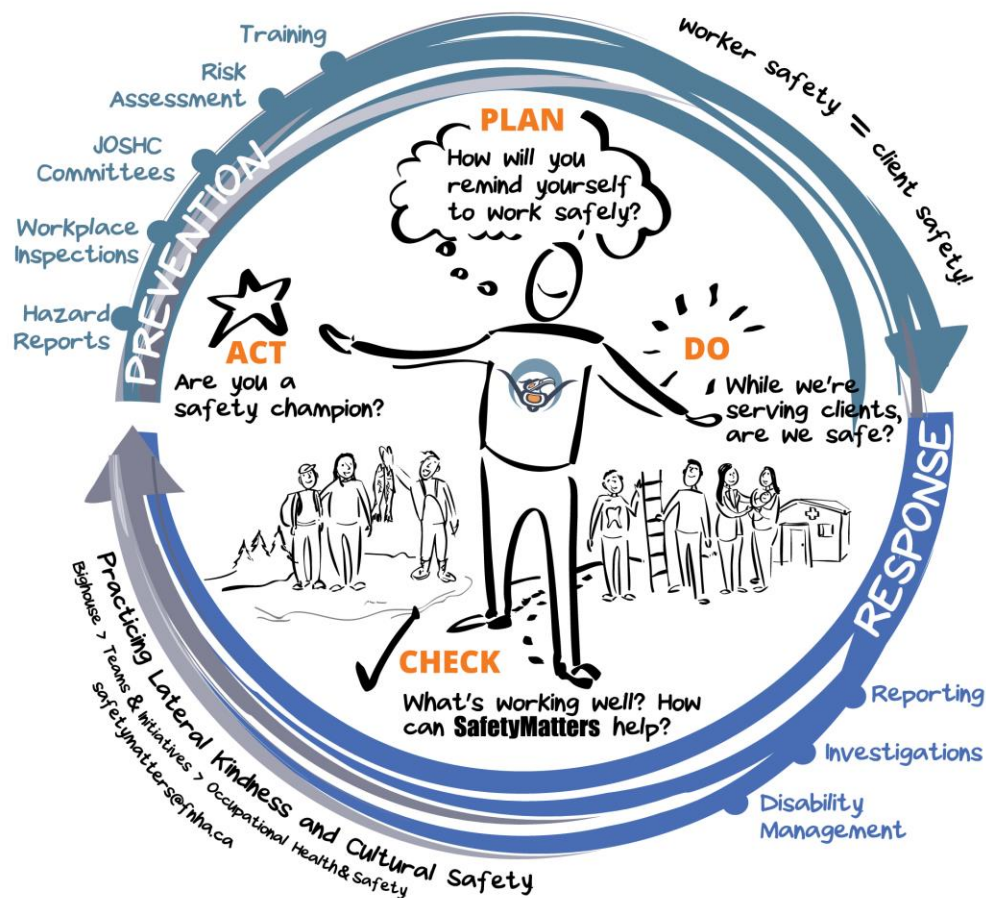 Training
Risk
Assessment
JOSHC
Committees
Workplace
Inspections
Hazard
Reports
PREVENTION
Worker safety = client safety!
PLAN
How will you
remind yourself
to work safely?
ACT
Are you a
safety champion?
DO
While we're
serving clients,
are we safe?
CHECK
What's working well? How
can SafetyMatters help?
RESPONSE
Reporting
Investigations
Disability
Management
Practicing Lateral Kindness and Cultural Safety
Bighouse > Teams & Initiatives > Occupational Health & Safety
safetymatters@fnha.ca